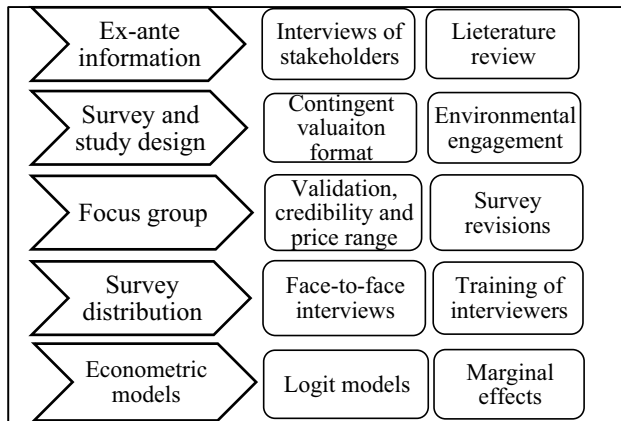 Ex-ante
information
Interviews of
stakeholders
Lieterature
review
Survey and
study design
Contingent
valuaiton
format
Environmental
engagement
Focus group
Validation,
credibility and
price range
Survey
revisions
Survey
distribution
Face-to-face
interviews
Training of
interviewers
Econometric
models
Logit models
Marginal
effects